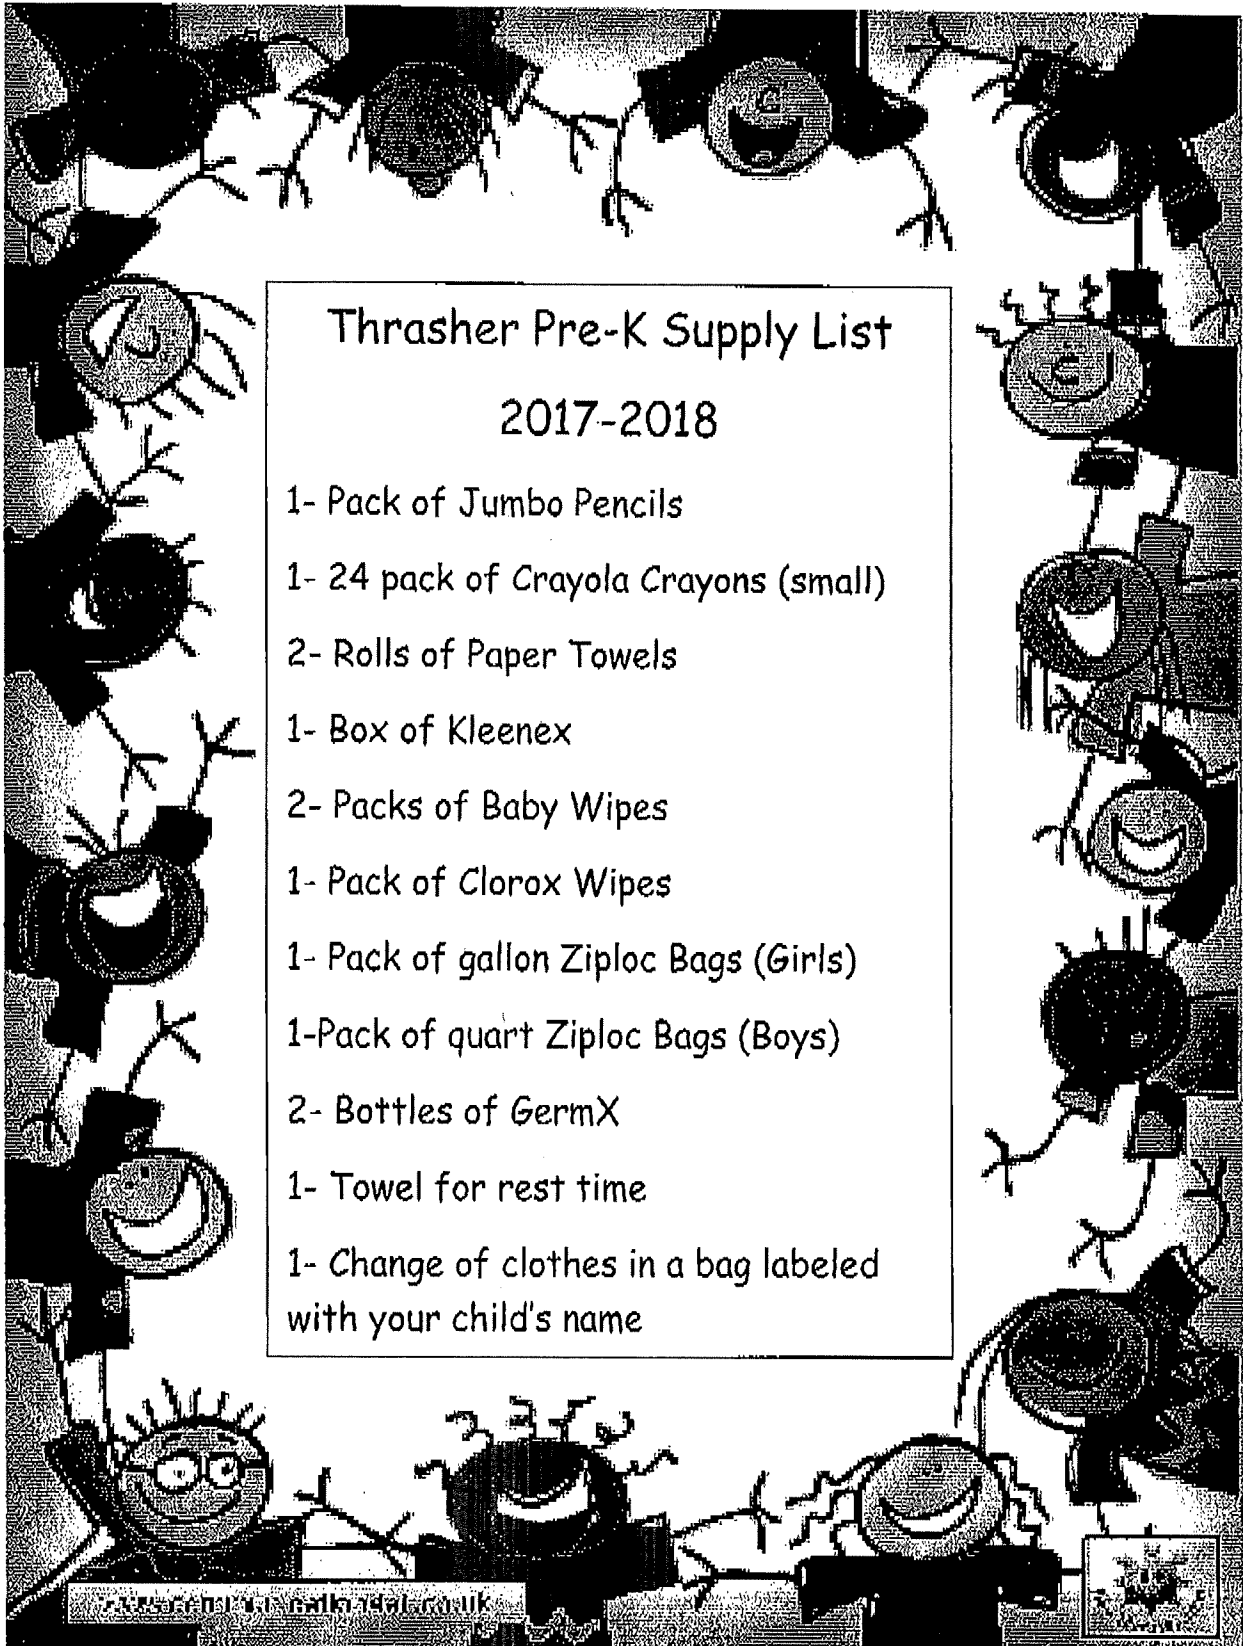 Thrasher Pre-K Supply List
2017-2018
1- Pack of Jumbo Pencils
1- 24 pack of Crayola Crayons (small)
2- Rolls of Paper Towels
1- Box of Kleenex
2- Packs of Baby Wipes
1- Pack of Clorox Wipes
1- Pack of gallon Ziploc Bags (Girls)
1-Pack of quart Ziploc Bags (Boys)
2- Bottles of GermX
1- Towel for rest time
1- Change of clothes in a bag labeled
with your child's name